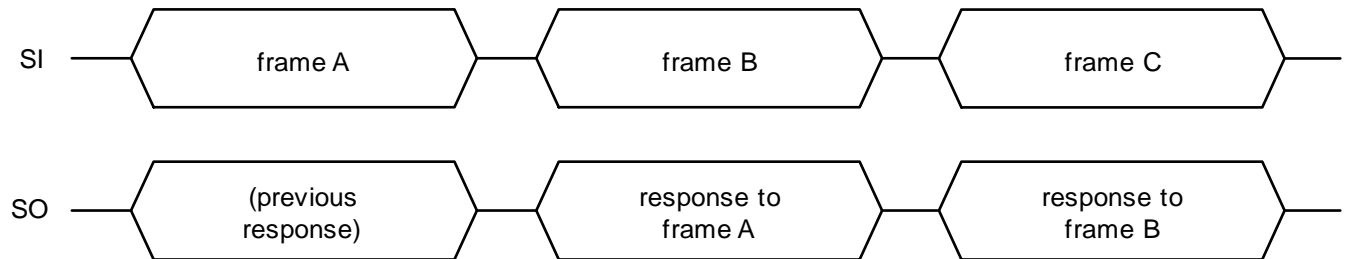 SI
frame A
frame B
frame C
SO
(previous
response)
response to
frame A
response to
frame B